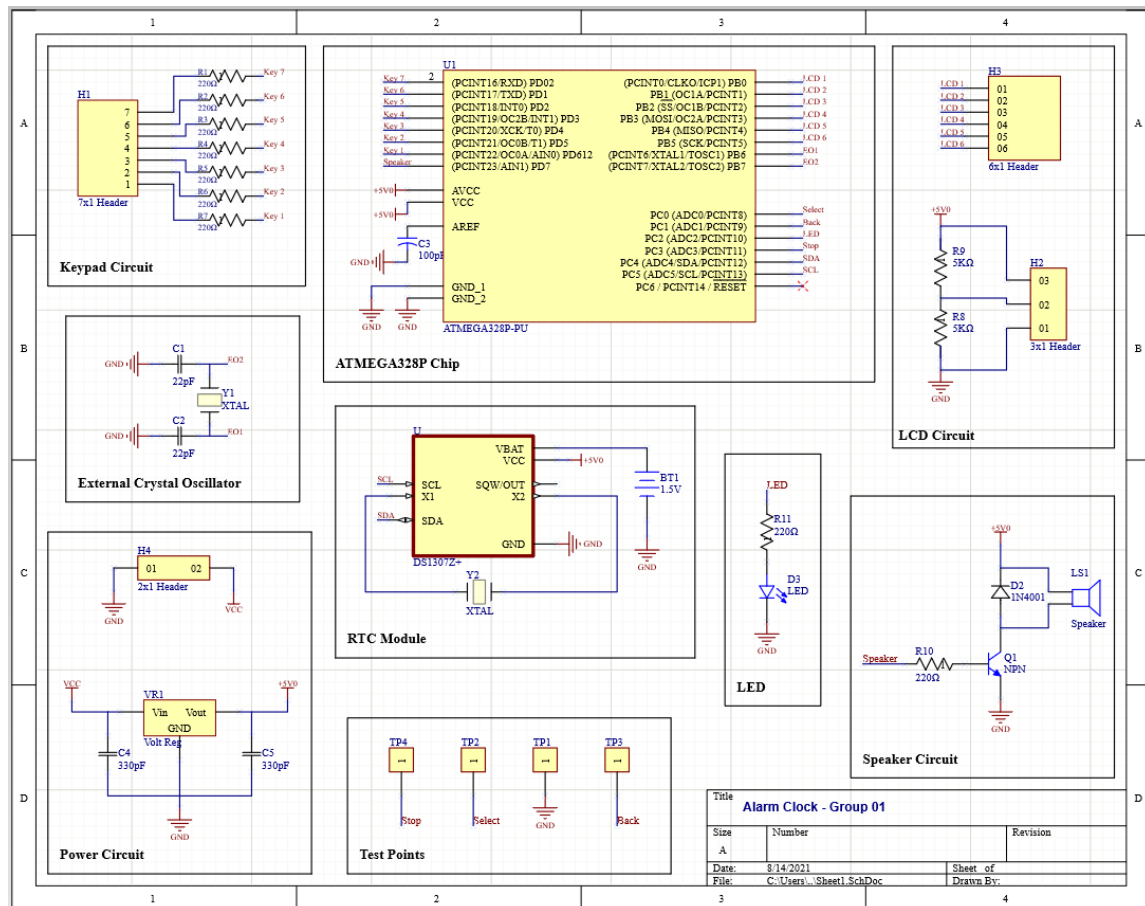 1 2 3 4
A
B
C
D
H1
7
6
5
4
3
2
1
7x1 Header
R1
220Ω
Key 7
R2
220Ω
Key 6
R3
220Ω
Key 5
R4
220Ω
Key 4
R5
220Ω
Key 3
R6
220Ω
Key 2
R7
220Ω
Key 1
Keypad Circuit
U1
Key 7 2 (PCINT16/RXD) PD02
Key 6 (PCINT17/TXD) PD1
Key 5 (PCINT18/INT0) PD2
Key 4 (PCINT19/OC2B/INT1) PD3
Key 3 (PCINT20/XCK/T0) PD4
Key 2 (PCINT21/OC0B/T1) PD5
Key 1 (PCINT22/OC0A/AIN0) PD612
Speaker (PCINT23/AIN1) PD7
+5V0 AVCC
+5V0 VCC
AREF
C3
100pF
GND
GND_1
GND_2
GND GND
(PCINT0/CLKO/ICP1) PB0 LCD 1
PB1 (OC1A/PCINT1) LCD 2
PB2 (SS/OC1B/PCINT2) LCD 3
PB3 (MOSI/OC2A/PCINT3) LCD 4
PB4 (MISO/PCINT4) LCD 5
PB5 (SCK/PCINT5) LCD 6
(PCINT6/XTAL1/TOSC1) PB6 EO1
(PCINT7/XTAL2/TOSC2) PB7 EO2
PC0 (ADC0/PCINT8) Select
PC1 (ADC1/PCINT9) Back
PC2 (ADC2/PCINT10) LED
PC3 (ADC3/PCINT11) Stop
PC4 (ADC4/SDA/PCINT12) SDA
PC5 (ADC5/SCL/PCINT13) SCL
PC6 / PCINT14 / RESET
ATMEGA328P-PU
ATMEGA328P Chip
H3
LCD 1 01
LCD 2 02
LCD 3 03
LCD 4 04
LCD 5 05
LCD 6 06
6x1 Header
+5V0
R9
5KΩ
R8
5KΩ
GND
H2
03
02
01
3x1 Header
LCD Circuit
C1
GND EO2
22pF
Y1
XTAL
C2
GND EO1
22pF
External Crystal Oscillator
U
VBAT
VCC +5V0
SCL SCL SQW/OUT
X1 X2
SDA SDA
GND GND
DS1307Z+
BT1
1.5V
GND
Y2
XTAL
RTC Module
LED
R11
220Ω
D3
LED
GND
LED
+5V0
D2
1N4001
LS1
Speaker
Speaker R10
220Ω
Q1
NPN
GND
Speaker Circuit
H4
01 02
2x1 Header
GND VCC
VCC +5V0
VR1
Vin Vout
GND
Volt Reg
C4
330pF
C5
330pF
GND
Power Circuit
TP4 TP2 TP1 TP3
1 1 1 1
Stop Select GND Back
Test Points
Title
Alarm Clock - Group 01
Size Number Revision
A
Date: 8/14/2021 Sheet of
File: C:\Users\..\Sheet1.SchDoc Drawn By:
A
B
C
D
1 2 3 4